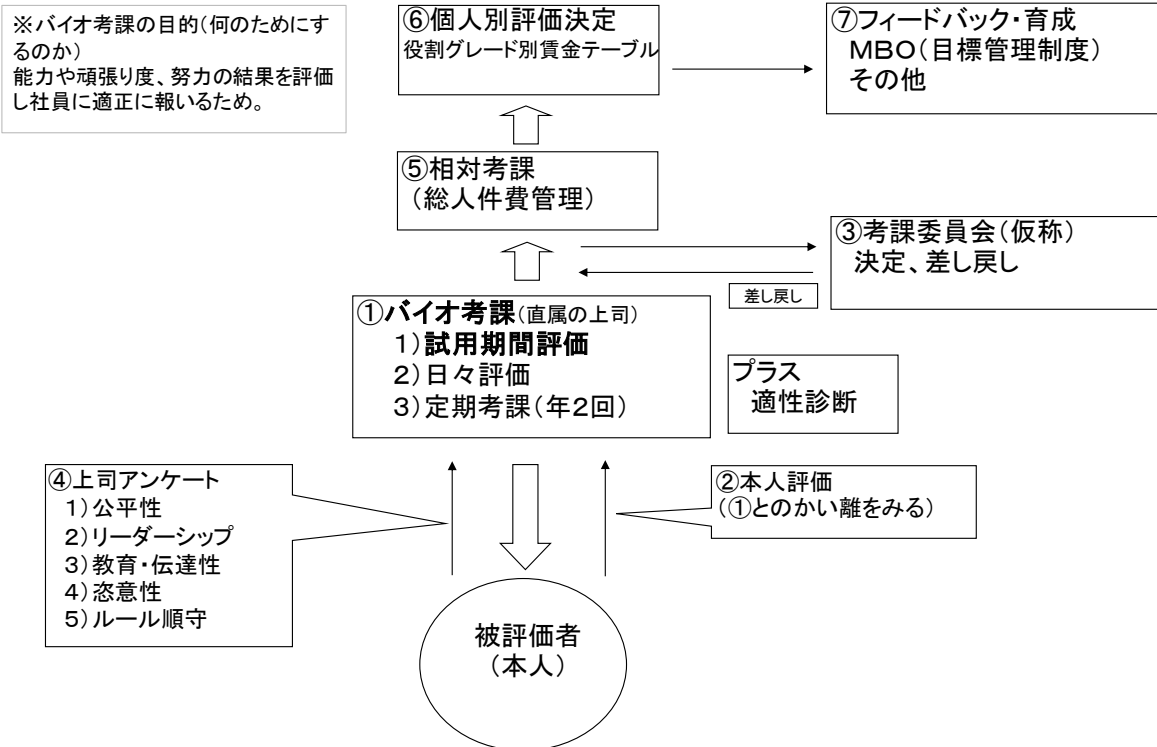 ※バイオ考課の目的(何のためにす
るのか)
能力や頑張り度、努力の結果を評価
し社員に適正に報いるため。
⑥個人別評価決定
役割グレード別賃金テーブル
⑦フィードバック・育成
MBO(目標管理制度)
その他
⑤相対考課
(総人件費管理)
③考課委員会(仮称)
決定、差し戻し
差し戻し
①バイオ考課(直属の上司)
1)試用期間評価
2)日々評価
3)定期考課(年2回)
プラス
適性診断
④上司アンケート
1)公平性
2)リーダーシップ
3)教育・伝達性
4)恣意性
5)ルール順守
②本人評価
(①とのかい離をみる)
被評価者
(本人)